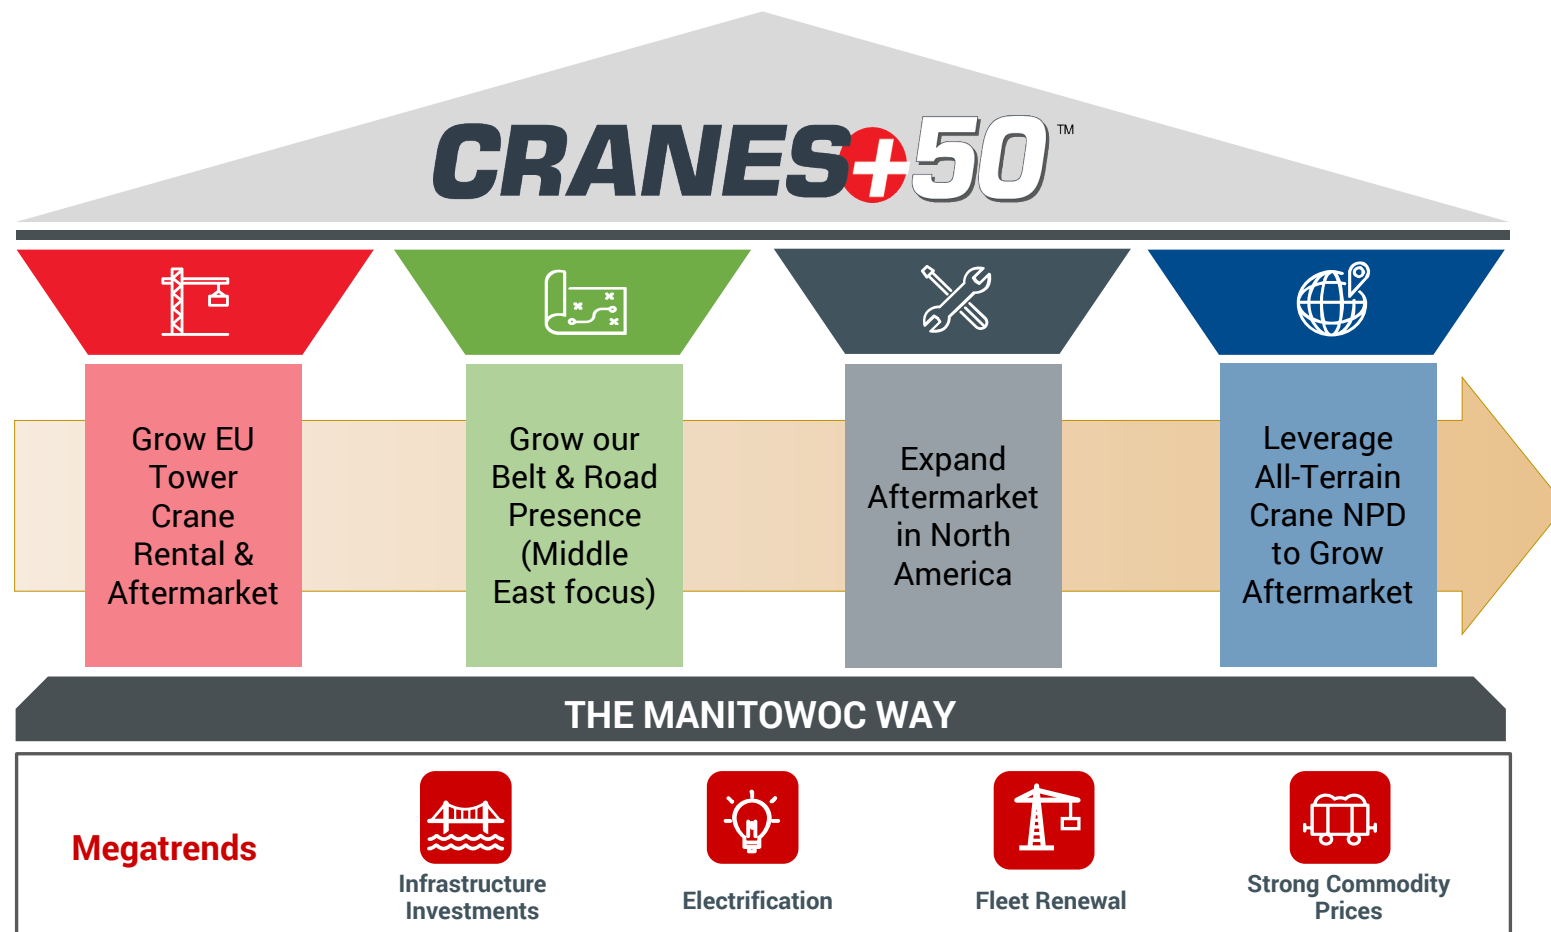 CRANES+50™
Grow EU
Tower
Crane
Rental &
Aftermarket
Grow our
Belt & Road
Presence
(Middle
East focus)
Expand
Aftermarket
in North
America
Leverage
All-Terrain
Crane NPD
to Grow
Aftermarket
THE MANITOWOC WAY
Megatrends
Infrastructure
Investments
Electrification
Fleet Renewal
Strong Commodity
Prices